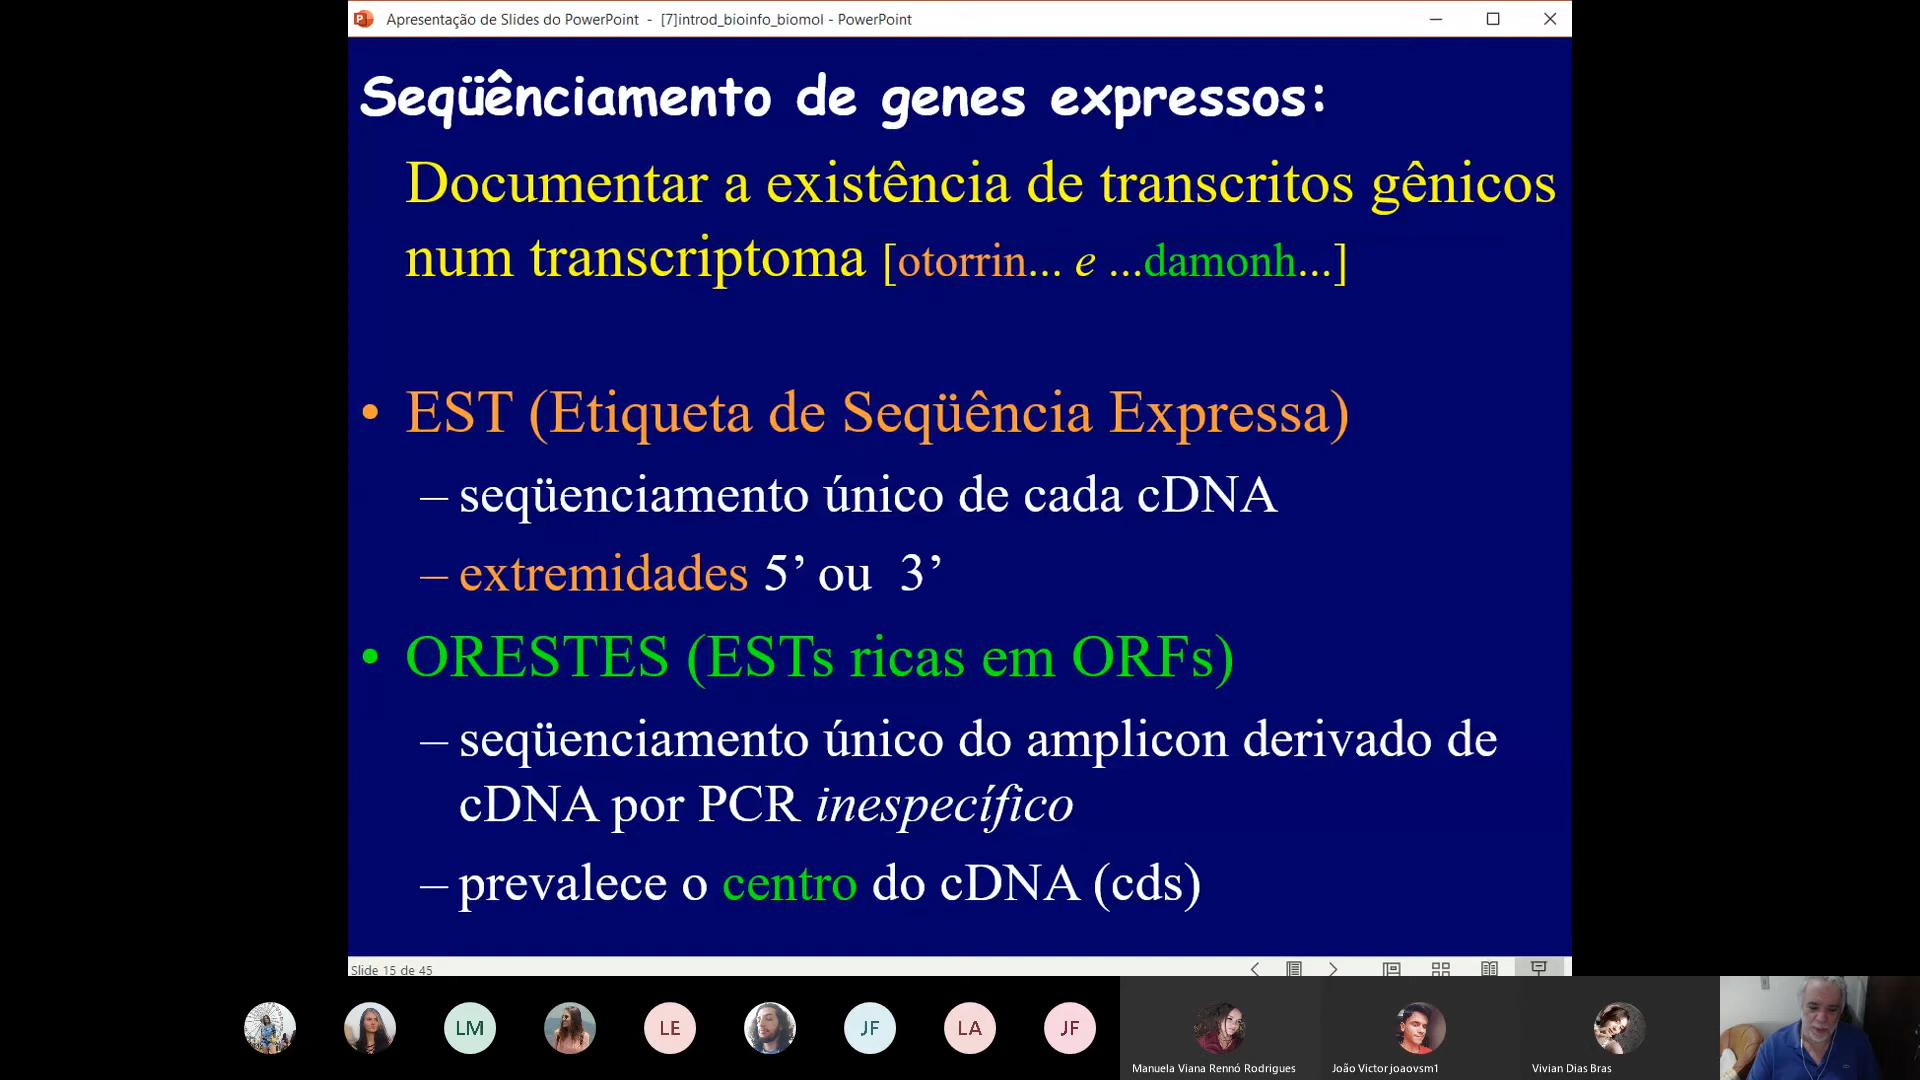 Apresentação de Slides do PowerPoint - [7]introd_bioinfo_biomol - PowerPoint
Seqüênciamento de genes expressos:
Documentar a existência de transcritos gênicos
num transcriptoma [otorrin... e ...damonh...]
• EST (Etiqueta de Seqüência Expressa)
– seqüenciamento único de cada cDNA
– extremidades 5’ ou 3’
• ORESTES (ESTs ricas em ORFs)
– seqüenciamento único do amplicon derivado de
cDNA por PCR inespecífico
– prevalece o centro do cDNA (cds)
Slide 15 de 45
LM LE JF LA JF
Manuela Viana Rennó Rodrigues João Victor joaovsm1 Vivian Dias Bras